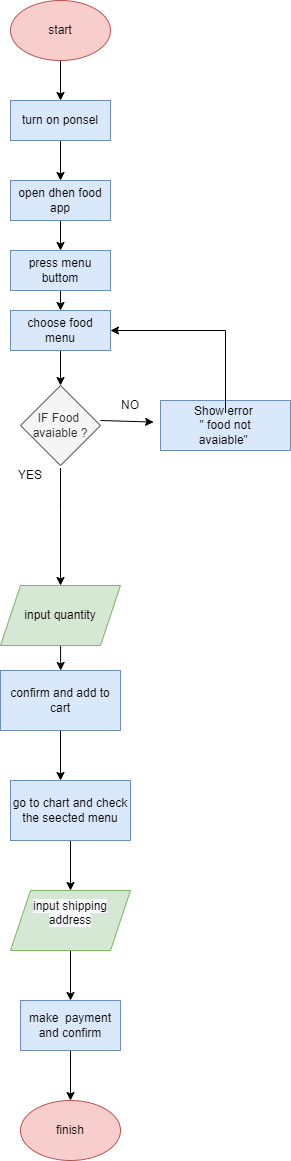 start
turn on ponsel
open dhen food
app
press menu
buttom
choose food
menu
IF Food
avaiable ?
NO
Show error
" food not
avaiable"
YES
input quantity
confirm and add to
cart
go to chart and check
the seected menu
input shipping
address
make payment
and confirm
finish